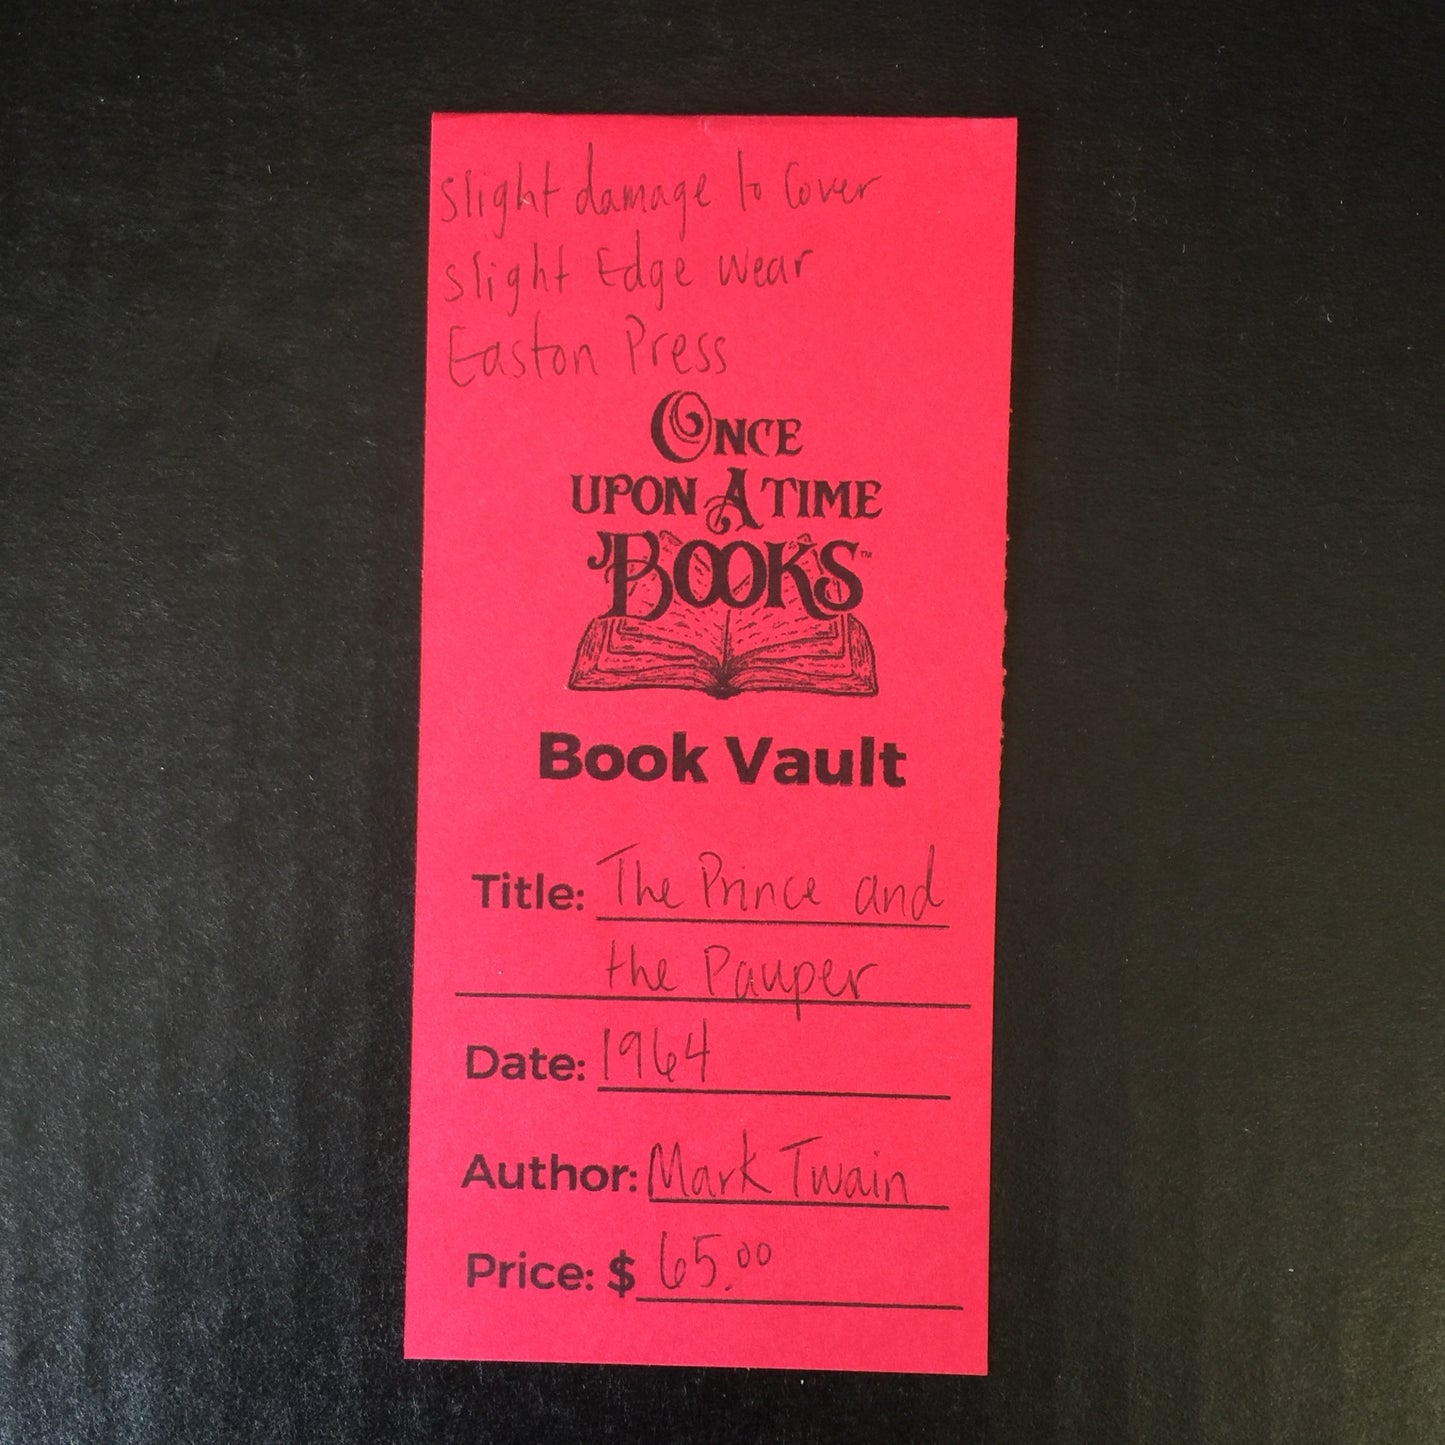 slight damage to Cover
slight Edge wear
Easton Press
ONCE
UPON A TIME
BOOKS™
Book Vault
Title: The Prince and
the Pauper
Date: 1964
Author: Mark Twain
Price: $ 65.00